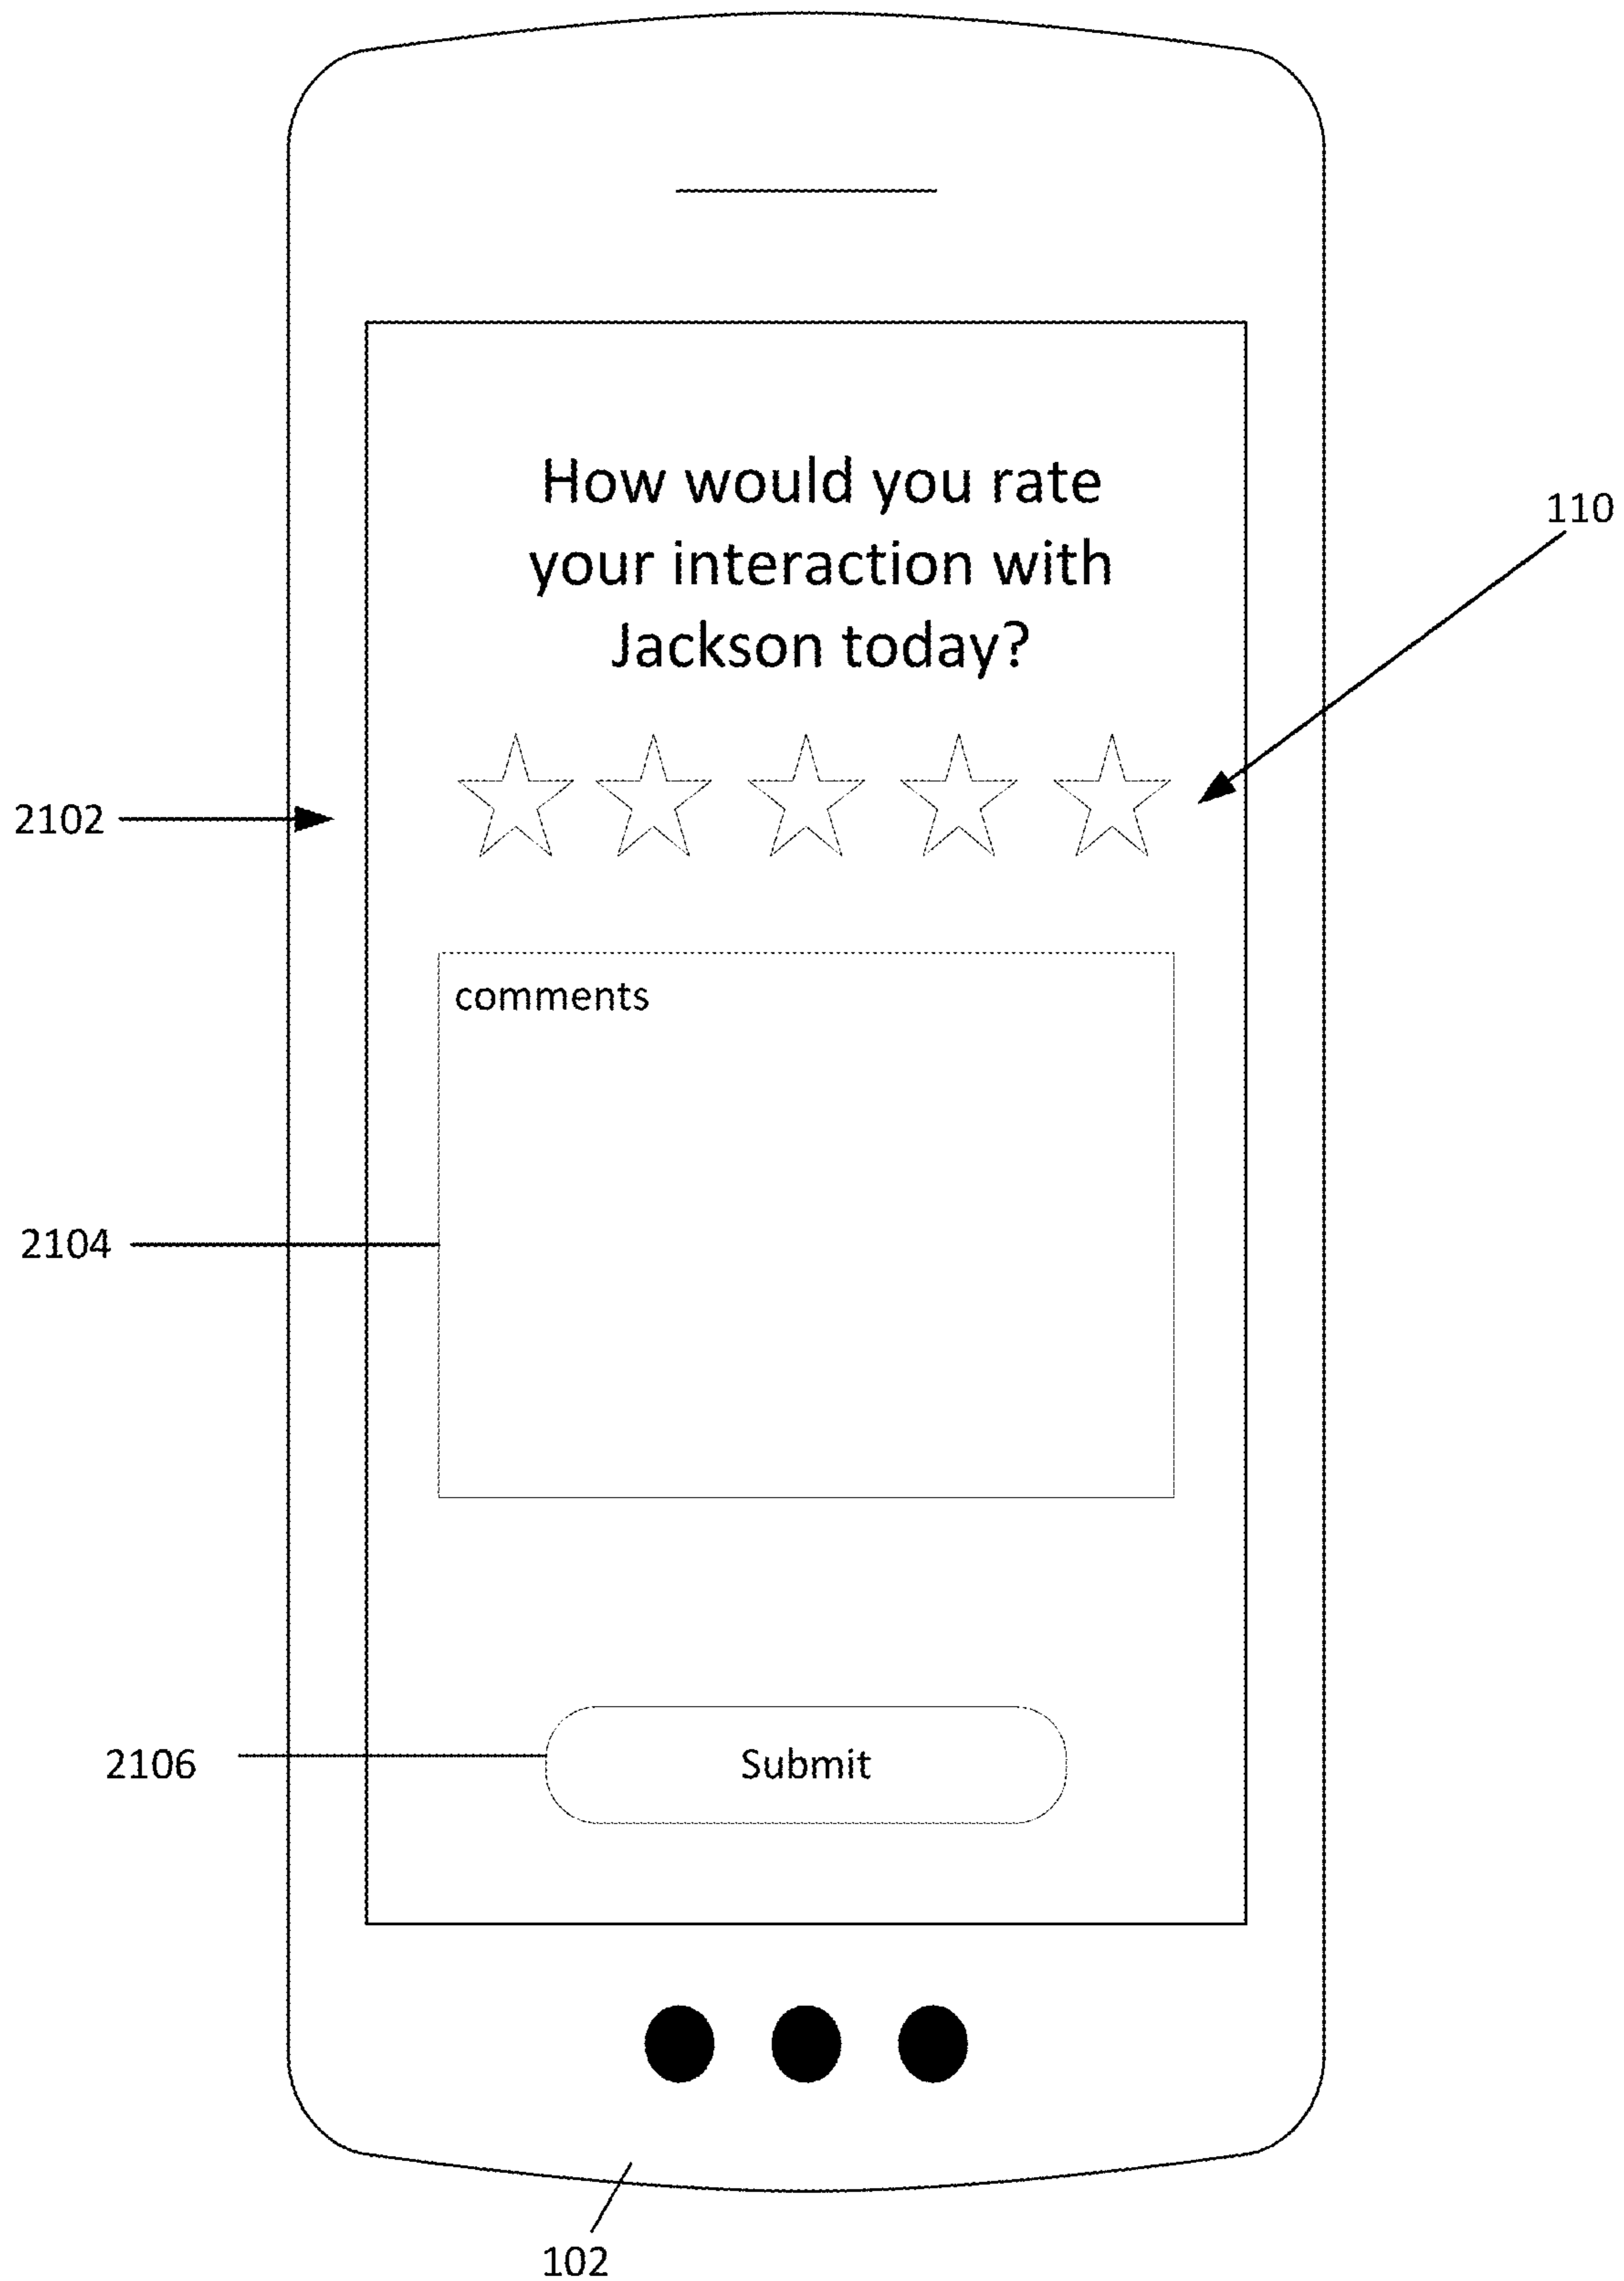 How would you rate
your interaction with
Jackson today?
110
2102
comments
2104
2106
Submit
102